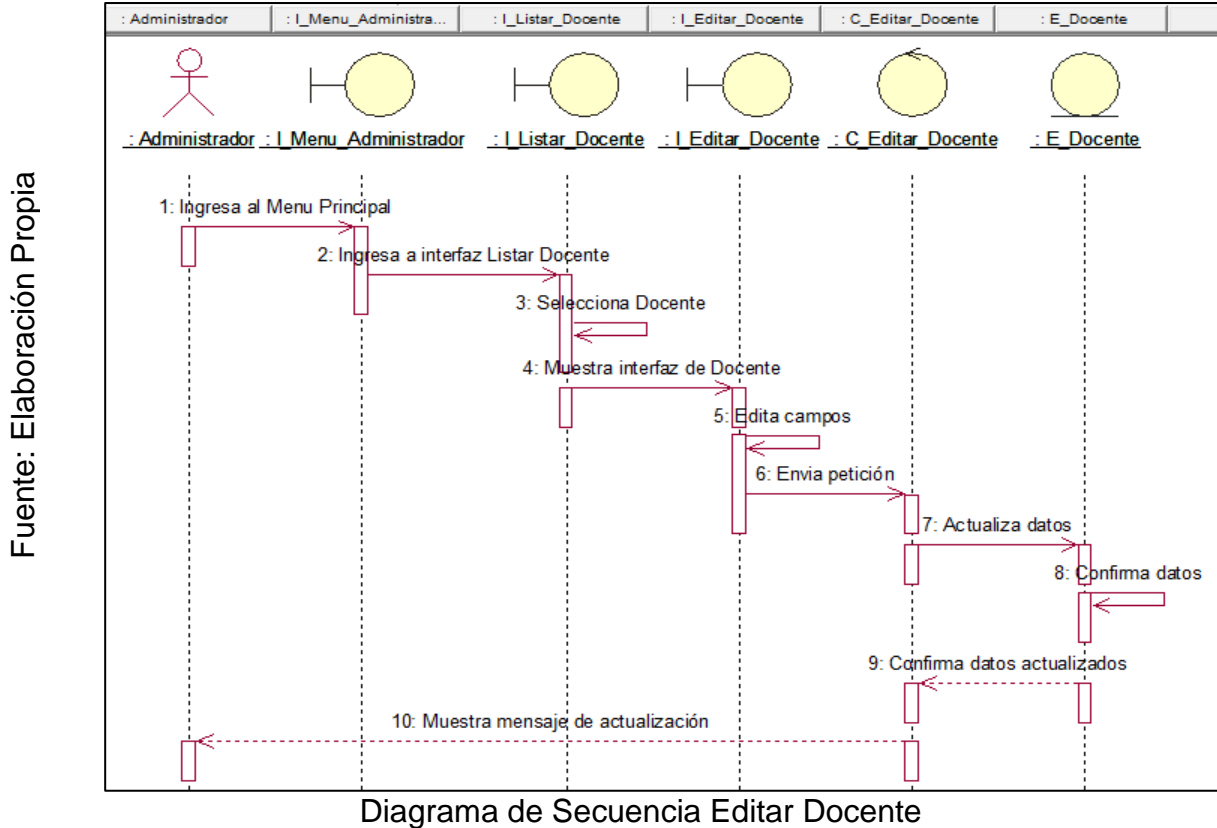 : Administrador
: I_Menu_Administra...
: I_Listar_Docente
: I_Editar_Docente
: C_Editar_Docente
: E_Docente
: Administrador
: I_Menu_Administrador
: I_Listar_Docente
: I_Editar_Docente
: C_Editar_Docente
: E_Docente
1: Ingresa al Menu Principal
2: Ingresa a interfaz Listar Docente
3: Selecciona Docente
4: Muestra interfaz de Docente
5: Edita campos
6: Envia petición
7: Actualiza datos
8: Confirma datos
9: Confirma datos actualizados
10: Muestra mensaje de actualización
Fuente: Elaboración Propia
Diagrama de Secuencia Editar Docente